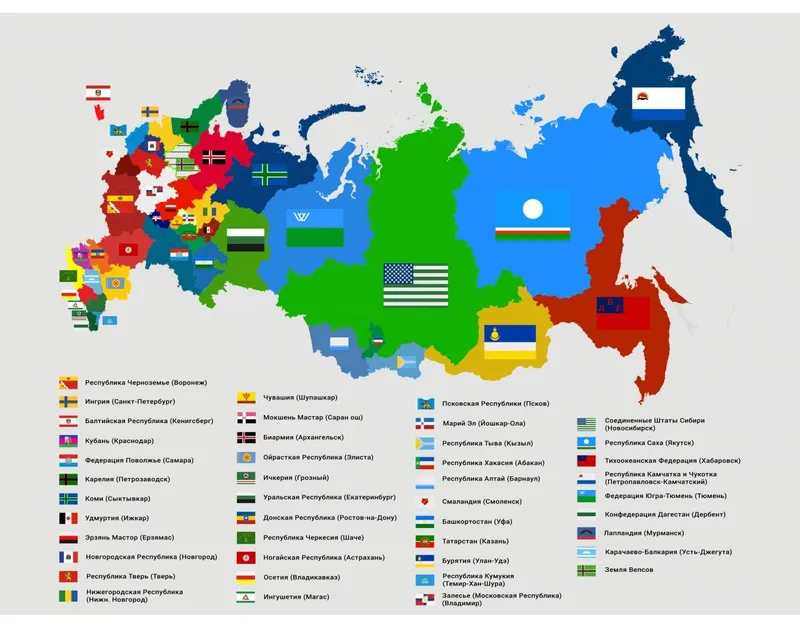 Республика Черноземье (Воронеж)
Ингрия (Санкт-Петербург)
Балтийская Республика (Кенигсберг)
Кубань (Краснодар)
Федерация Поволжье (Самара)
Карелия (Петрозаводск)
Коми (Сыктывкар)
Удмуртия (Ижкар)
Эрзянь Мастор (Ерзямас)
Новгородская Республика (Новгород)
Республика Тверь (Тверь)
Нижегородская Республика
(Нижн. Новгород)
Чувашия (Шупашкар)
Мокшень Мастар (Саран ош)
Биармия (Архангельск)
Ойрасткая Республика (Элиста)
Ичкерия (Грозный)
Уральская Республика (Екатеринбург)
Донская Республика (Ростов-на-Дону)
Республика Черкесия (Шаче)
Ногайская Республика (Астрахань)
Осетия (Владикавказ)
Ингушетия (Магас)
Псковская Республики (Псков)
Марий Эл (Йошкар-Ола)
Республика Тыва (Кызыл)
Республика Хакасия (Абакан)
Республика Алтай (Барнаул)
Смаландия (Смоленск)
Башкортостан (Уфа)
Татарстан (Казань)
Бурятия (Улан-Удэ)
Республика Кумукия
(Темир-Хан-Шура)
Залесье (Московская Республика)
(Владимир)
Соединенные Штаты Сибири
(Новосибирск)
Республика Саха (Якутск)
Тихоокеанская Федерация (Хабаровск)
Республика Камчатка и Чукотка
(Петропавловск-Камчатский)
Федерация Югра-Тюмень (Тюмень)
Конфедерация Дагестан (Дербент)
Лапландия (Мурманск)
Карачаево-Балкария (Усть-Джегута)
Земля Вепсов